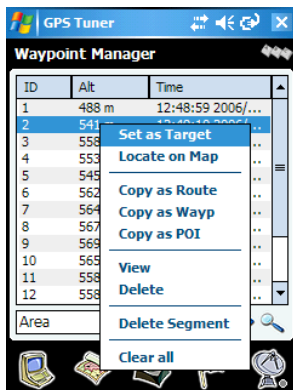 GPS Tuner
Waypoint Manager
ID Alt Time
1 488 m 12:48:59 2006/...
2 541
3 558
4 553
5 545
6 562
7 564
8 567
9 569
10 565
11 558
12 558
Set as Target
Locate on Map
Copy as Route
Copy as Wayp
Copy as POI
View
Delete
Delete Segment
Clear all
Area